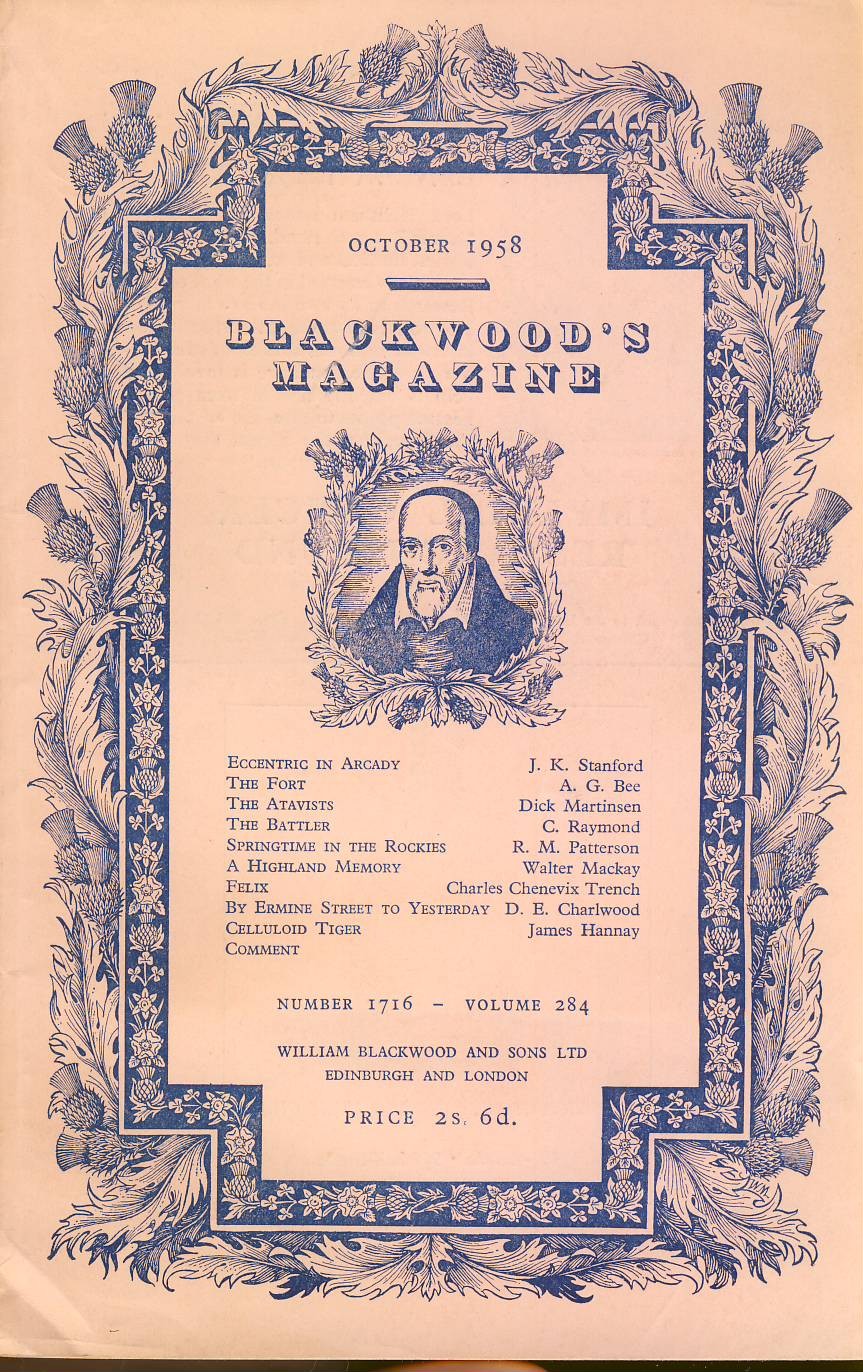 OCTOBER 1958
BLACKWOOD'S
MAGAZINE
ECCENTRIC IN ARCADY J. K. Stanford
THE FORT A. G. Bee
THE ATAVISTS Dick Martinsen
THE BATTLER C. Raymond
SPRINGTIME IN THE ROCKIES R. M. Patterson
A HIGHLAND MEMORY Walter Mackay
FELIX Charles Chenevix Trench
BY ERMINE STREET TO YESTERDAY D. E. Charlwood
CELLULOID TIGER James Hannay
COMMENT
NUMBER 1716 – VOLUME 284
WILLIAM BLACKWOOD AND SONS LTD
EDINBURGH AND LONDON
PRICE 2s. 6d.